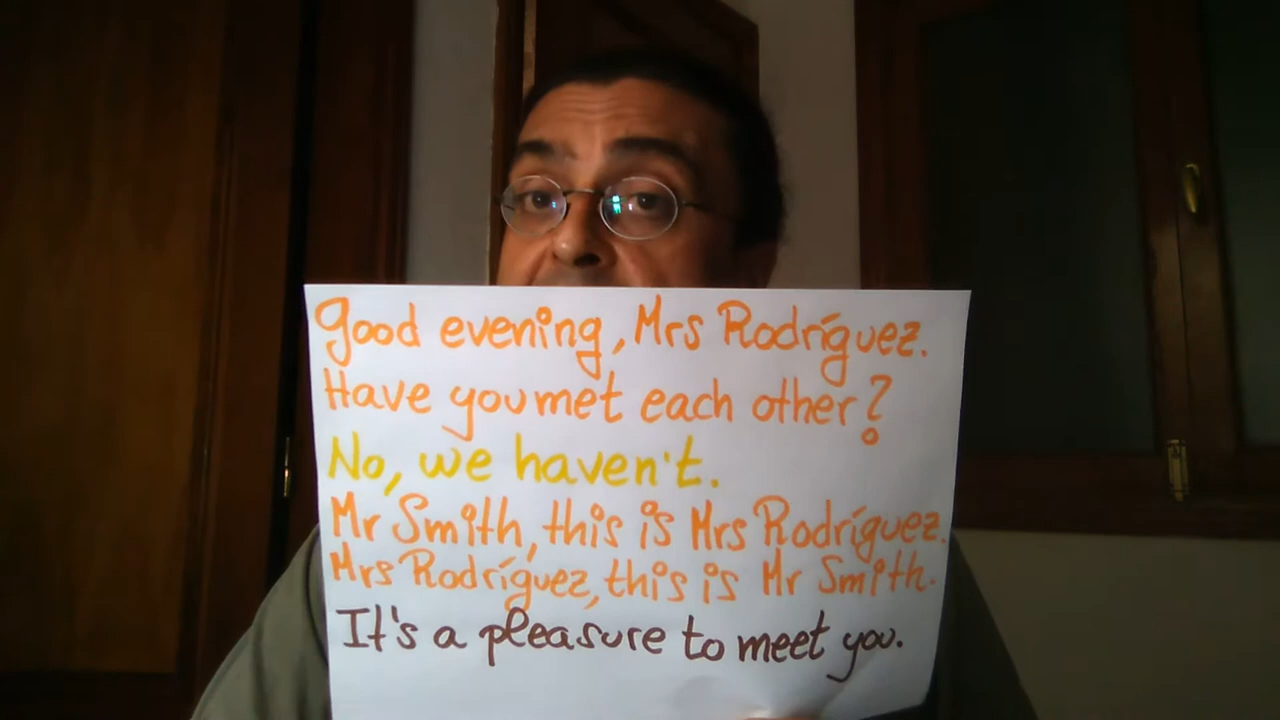 Good evening, Mrs Rodríguez.
Have you met each other?
No, we haven't.
Mr Smith, this is Mrs Rodríguez.
Mrs Rodríguez, this is Mr Smith.
It's a pleasure to meet you.